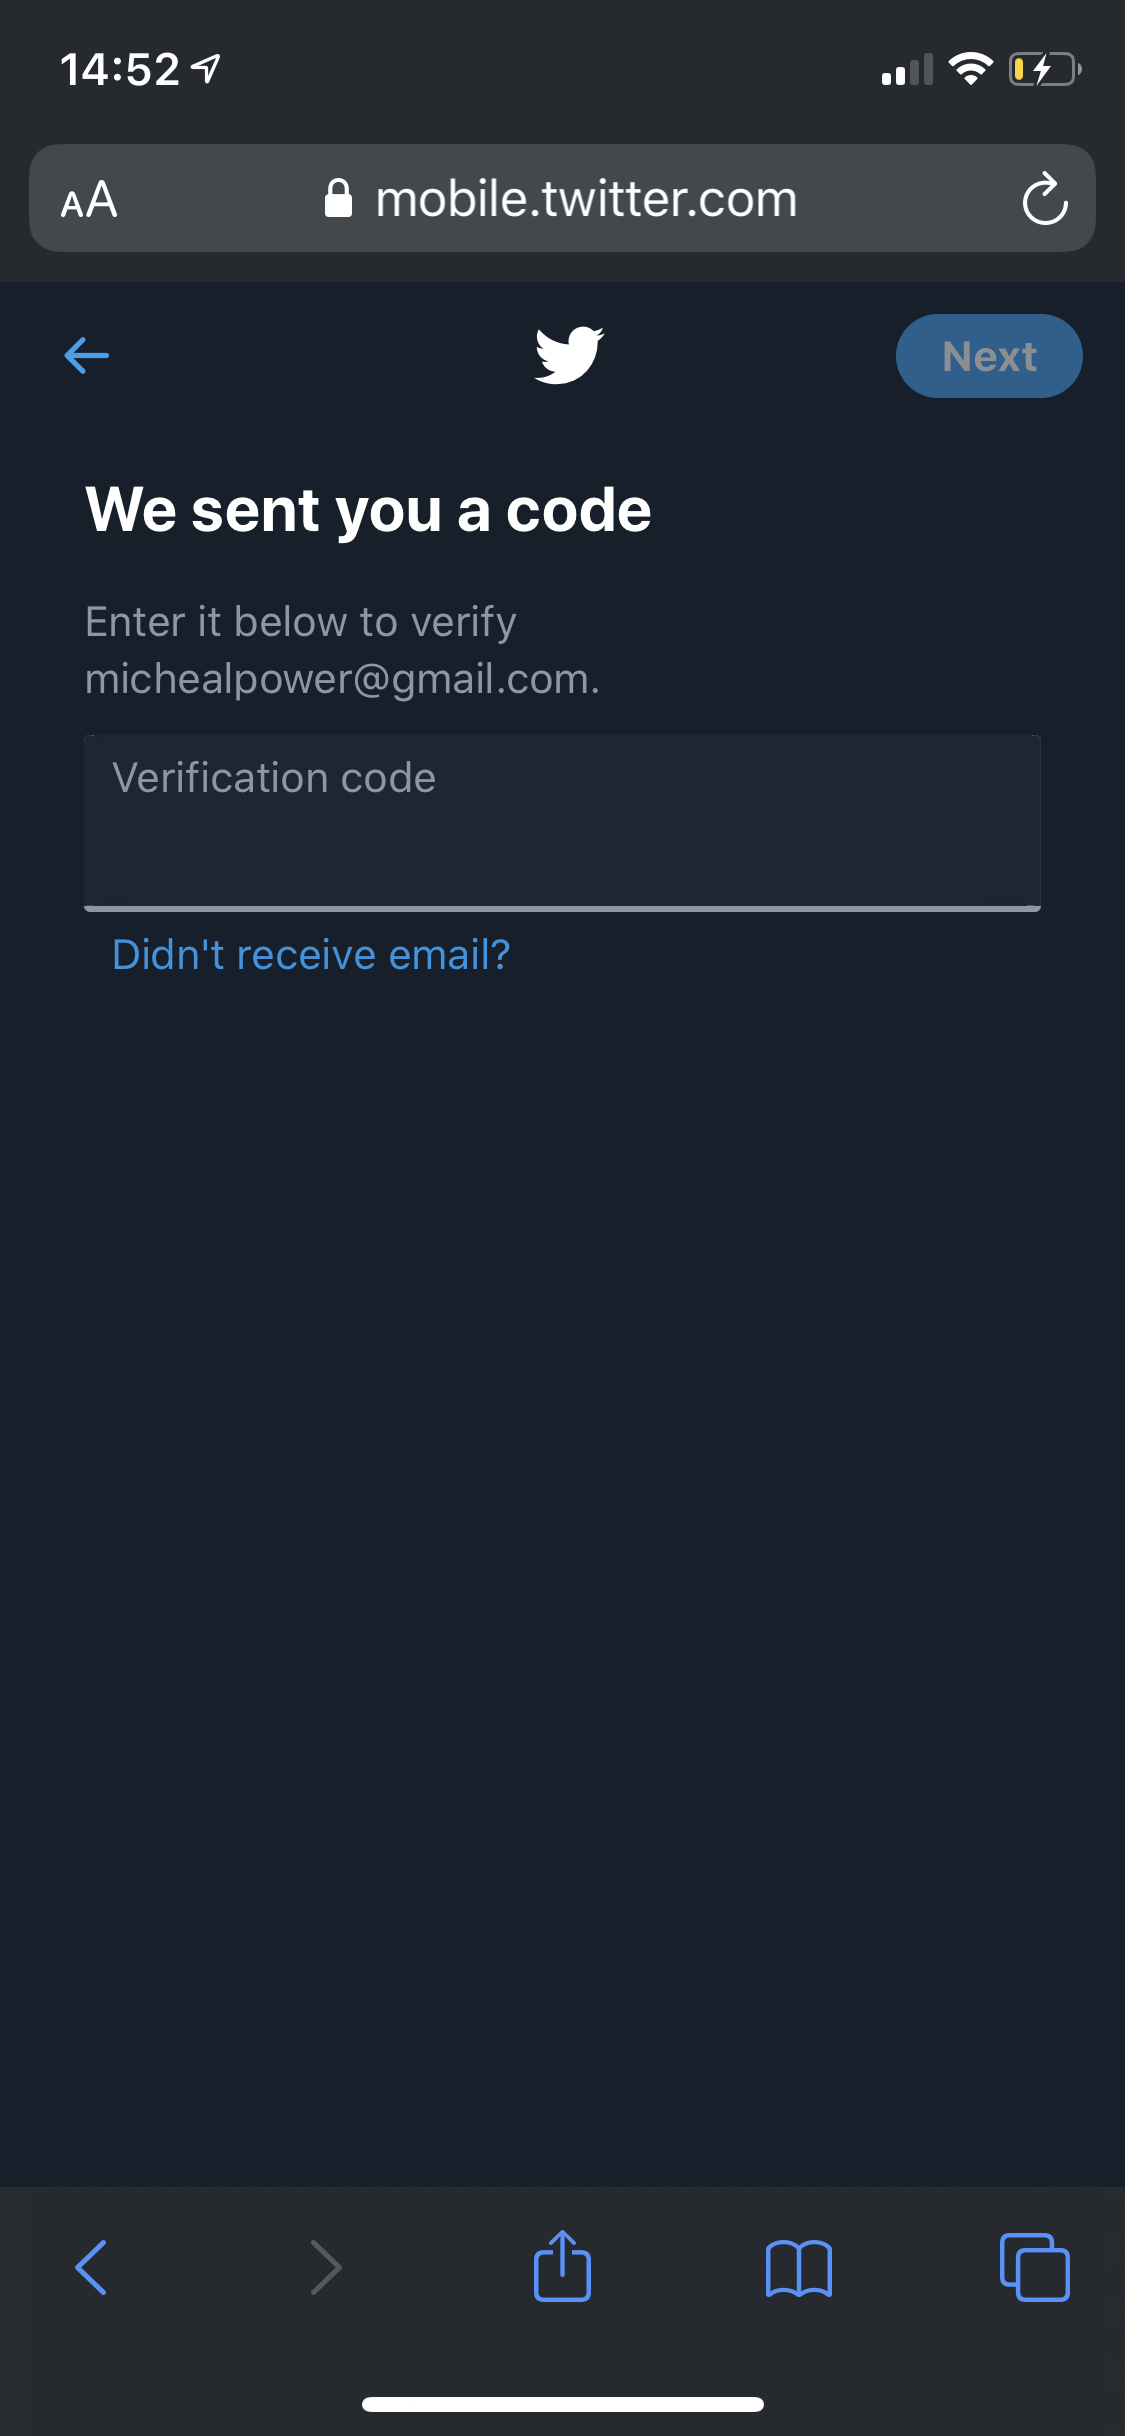 14:52
AA
mobile.twitter.com
Next
We sent you a code
Enter it below to verify
michealpower@gmail.com.
Verification code
Didn't receive email?